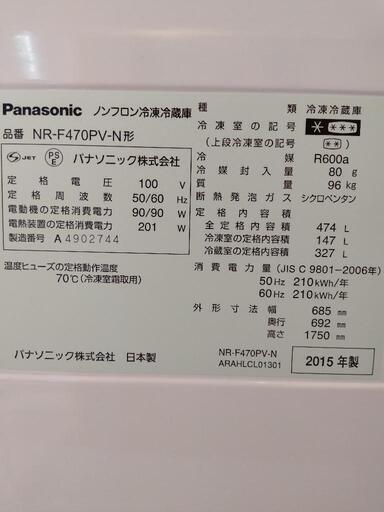 Panasonic ノンフロン冷凍冷蔵庫
品番 NR-F470PV-N形
S JET PS E パナソニック株式会社
定格電圧 100 V
定格周波数 50/60 Hz
電動機の定格消費電力 90/90 W
電熱装置の定格消費電力 201 W
製造番号 A 4902744
温度ヒューズの定格動作温度
70℃(冷凍室霜取用)
パナソニック株式会社 日本製
種類 冷凍冷蔵庫
冷凍室の記号
(上段冷凍室の記号 )
冷媒 R600a
冷媒封入量 80 g
質量 96 kg
断熱発泡ガス シクロペンタン
定格内容積
全定格内容積 474 L
冷凍室の定格内容積 147 L
冷蔵室の定格内容積 327 L
消費電力量(JIS C 9801-2006年)
50Hz 210 kWh/年
60Hz 210 kWh/年
外形寸法 幅 685 mm
奥行 692 mm
高さ 1750 mm
NR-F470PV-N
ARAHLCL01301
2015年製